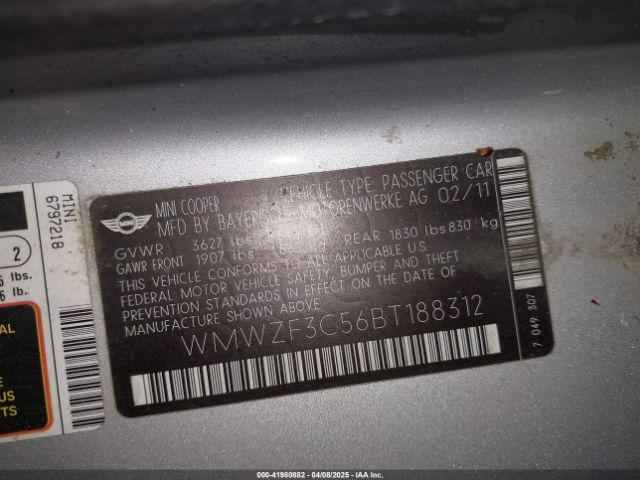 MINI COOPER VEHICLE TYPE: PASSENGER CAR
MFD BY BAYERISCHE MOTORENWERKE AG 02/11
GVWR 3627 lbs
GAWR FRONT 1907 lbs REAR 1830 lbs 830 kg
THIS VEHICLE CONFORMS TO ALL APPLICABLE U.S.
FEDERAL MOTOR VEHICLE SAFETY, BUMPER AND THEFT
PREVENTION STANDARDS IN EFFECT ON THE DATE OF
MANUFACTURE SHOWN ABOVE.
WMWZF3C56BT188312
7 049 307
MINI
MINI
6797218
2
lbs.
lb.
000-41980882 04/08/2025 IAA Inc.